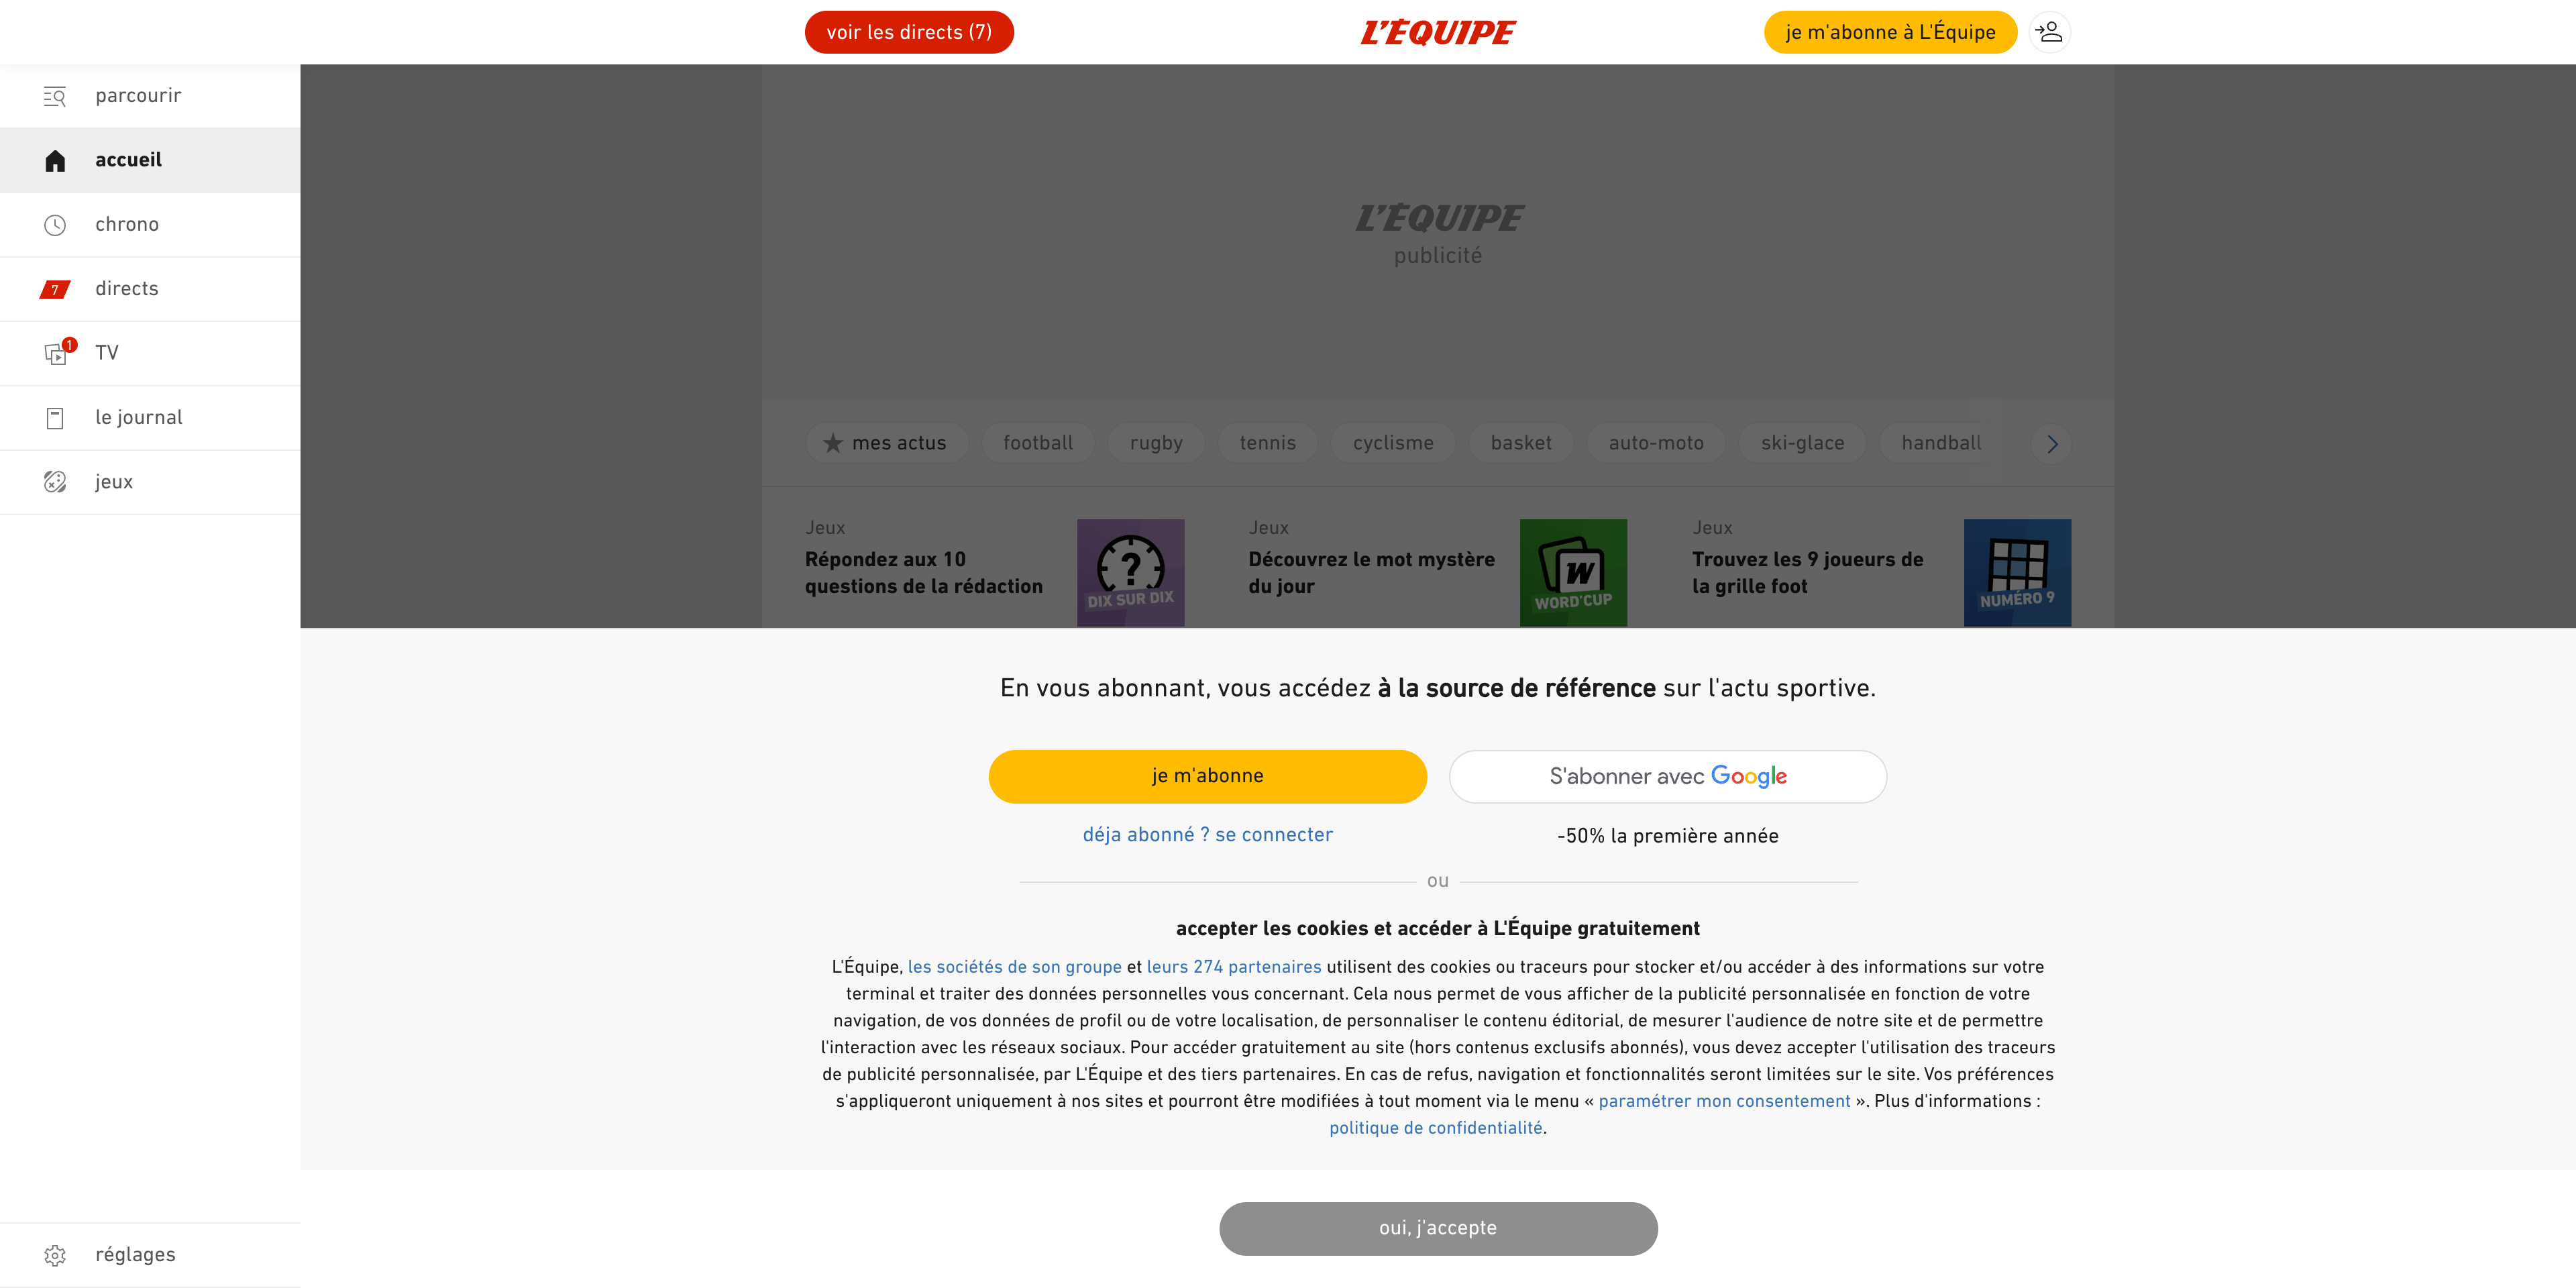 voir les directs (7)
L'ÉQUIPE
je m'abonne à L'Équipe
parcourir
accueil
chrono
7
directs
1
TV
le journal
jeux
réglages
L'ÉQUIPE
publicité
mes actus
football
rugby
tennis
cyclisme
basket
auto-moto
ski-glace
handball
Jeux
Répondez aux 10
questions de la rédaction
?
DIX SUR DIX
Jeux
Découvrez le mot mystère
du jour
W
WORD'CUP
Jeux
Trouvez les 9 joueurs de
la grille foot
NUMÉRO 9
En vous abonnant, vous accédez à la source de référence sur l'actu sportive.
je m'abonne
S'abonner avec Google
déja abonné ? se connecter
-50% la première année
ou
accepter les cookies et accéder à L'Équipe gratuitement
L'Équipe, les sociétés de son groupe et leurs 274 partenaires utilisent des cookies ou traceurs pour stocker et/ou accéder à des informations sur votre
terminal et traiter des données personnelles vous concernant. Cela nous permet de vous afficher de la publicité personnalisée en fonction de votre
navigation, de vos données de profil ou de votre localisation, de personnaliser le contenu éditorial, de mesurer l'audience de notre site et de permettre
l'interaction avec les réseaux sociaux. Pour accéder gratuitement au site (hors contenus exclusifs abonnés), vous devez accepter l'utilisation des traceurs
de publicité personnalisée, par L'Équipe et des tiers partenaires. En cas de refus, navigation et fonctionnalités seront limitées sur le site. Vos préférences
s'appliqueront uniquement à nos sites et pourront être modifiées à tout moment via le menu « paramétrer mon consentement ». Plus d'informations :
politique de confidentialité.
oui, j'accepte